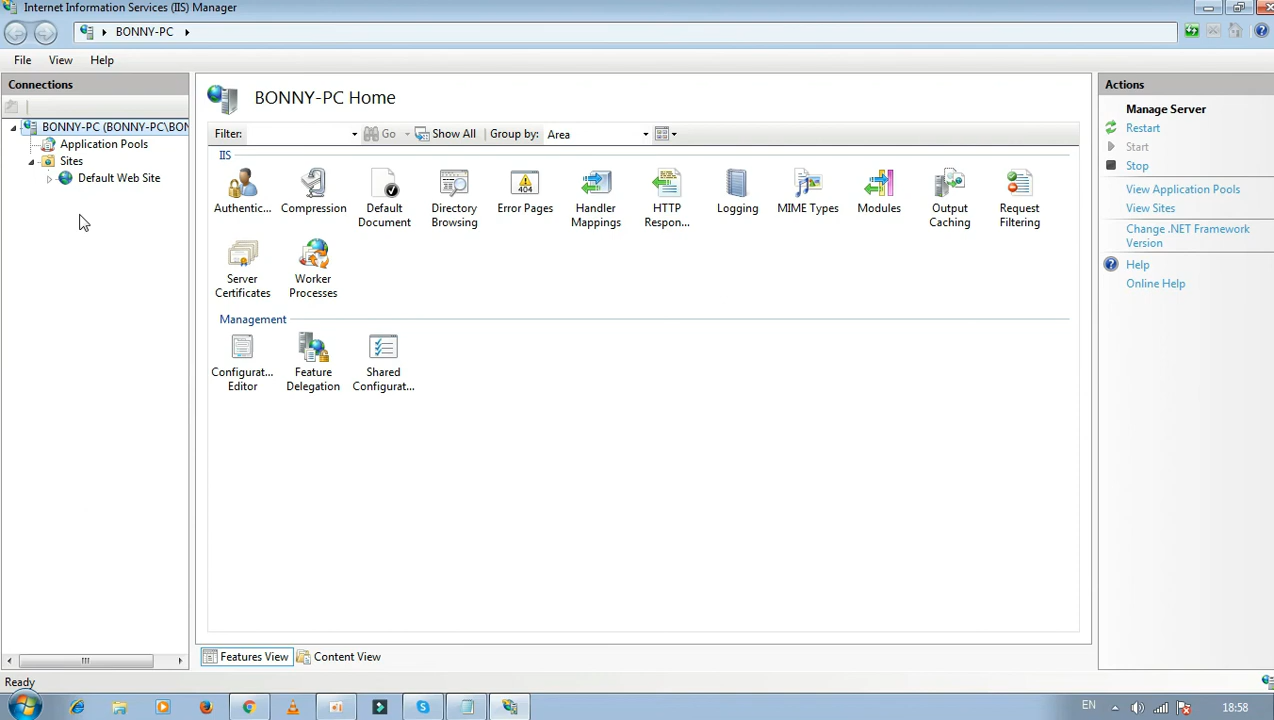 Internet Information Services (IIS) Manager
BONNY-PC
File View Help
Connections
BONNY-PC (BONNY-PC\BON
Application Pools
Sites
Default Web Site
BONNY-PC Home
Filter: Go Show All Group by: Area
IIS
Authentic...
Compression
Default
Document
Directory
Browsing
404
Error Pages
Handler
Mappings
HTTP
Respon...
Logging
MIME Types
Modules
Output
Caching
Request
Filtering
Server
Certificates
Worker
Processes
Management
Configurat...
Editor
Feature
Delegation
Shared
Configurat...
Features View Content View
Actions
Manage Server
Restart
Start
Stop
View Application Pools
View Sites
Change .NET Framework
Version
Help
Online Help
Ready
EN 18:58